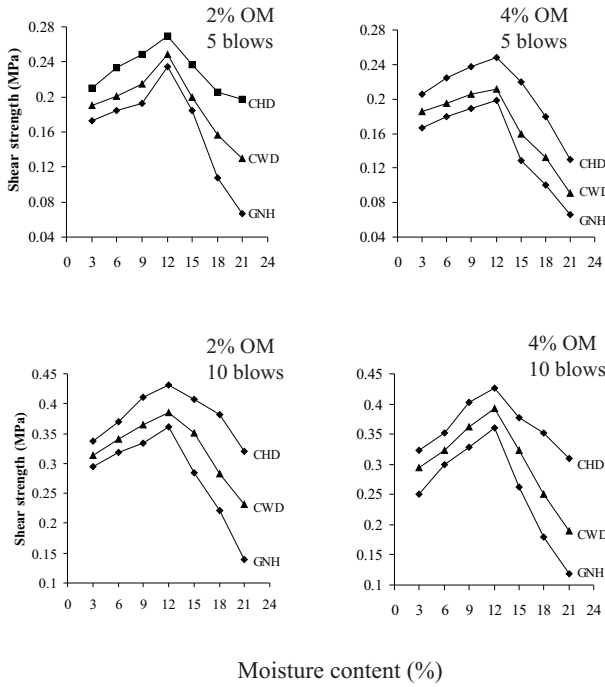 2% OM
5 blows
Shear strength (MPa)
0.28
0.24
0.2
0.16
0.12
0.08
0.04
CHD
CWD
GNH
0 3 6 9 12 15 18 21 24
4% OM
5 blows
0.28
0.24
0.2
0.16
0.12
0.08
0.04
CHD
CWD
GNH
0 3 6 9 12 15 18 21 24
2% OM
10 blows
Shear strength (MPa)
0.45
0.4
0.35
0.3
0.25
0.2
0.15
0.1
CHD
CWD
GNH
0 3 6 9 12 15 18 21 24
4% OM
10 blows
0.45
0.4
0.35
0.3
0.25
0.2
0.15
0.1
CHD
CWD
GNH
0 3 6 9 12 15 18 21 24
Moisture content (%)